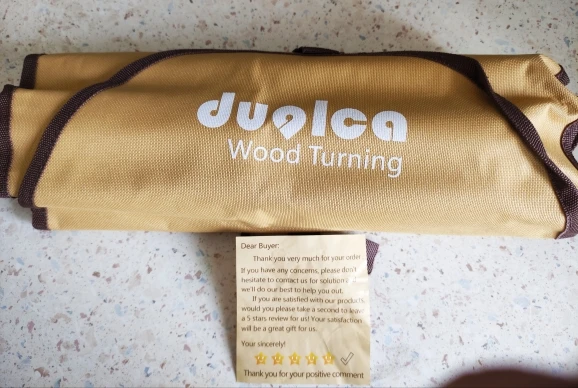 duqlca
Wood Turning
Dear Buyer:
Thank you very much for your order.
If you have any concerns, please don't
hesitate to contact us for solution
we'll do our best to help you out.
If you are satisfied with our products,
would you please take a second to leave
a 5 stars review for us! Your satisfaction
will be a great gift for us.
Your sincerely!
Thank you for your positive comment